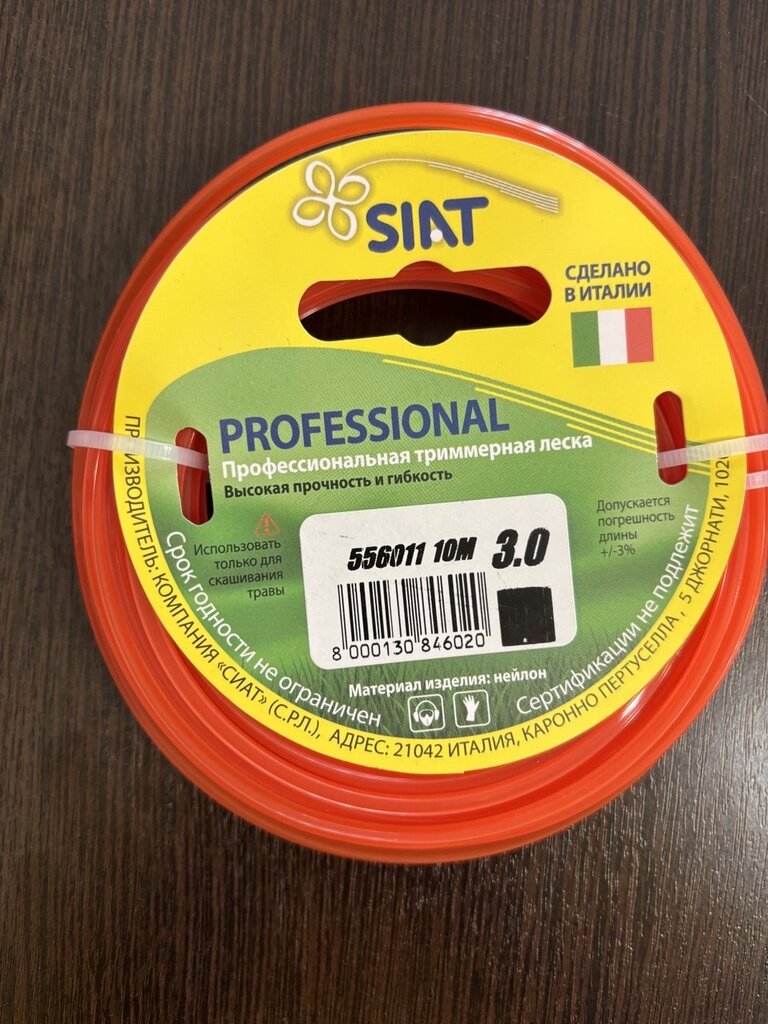 SIAT
СДЕЛАНО
В ИТАЛИИ
PROFESSIONAL
Профессиональная триммерная леска
Высокая прочность и гибкость
Использовать
только для
скашивания
травы
Допускается
погрешность
длины
+/-3%
556011 10M 3.0
8 000130 846020
Материал изделия: нейлон
Срок годности не ограничен
Сертификации не подлежит
ПРОИЗВОДИТЕЛЬ: КОМПАНИЯ «СИАТ» (С.Р.Л.), АДРЕС: 21042 ИТАЛИЯ, КАРОННО ПЕРТУСЕЛЛА, 5 ДЖОРНАТИ,